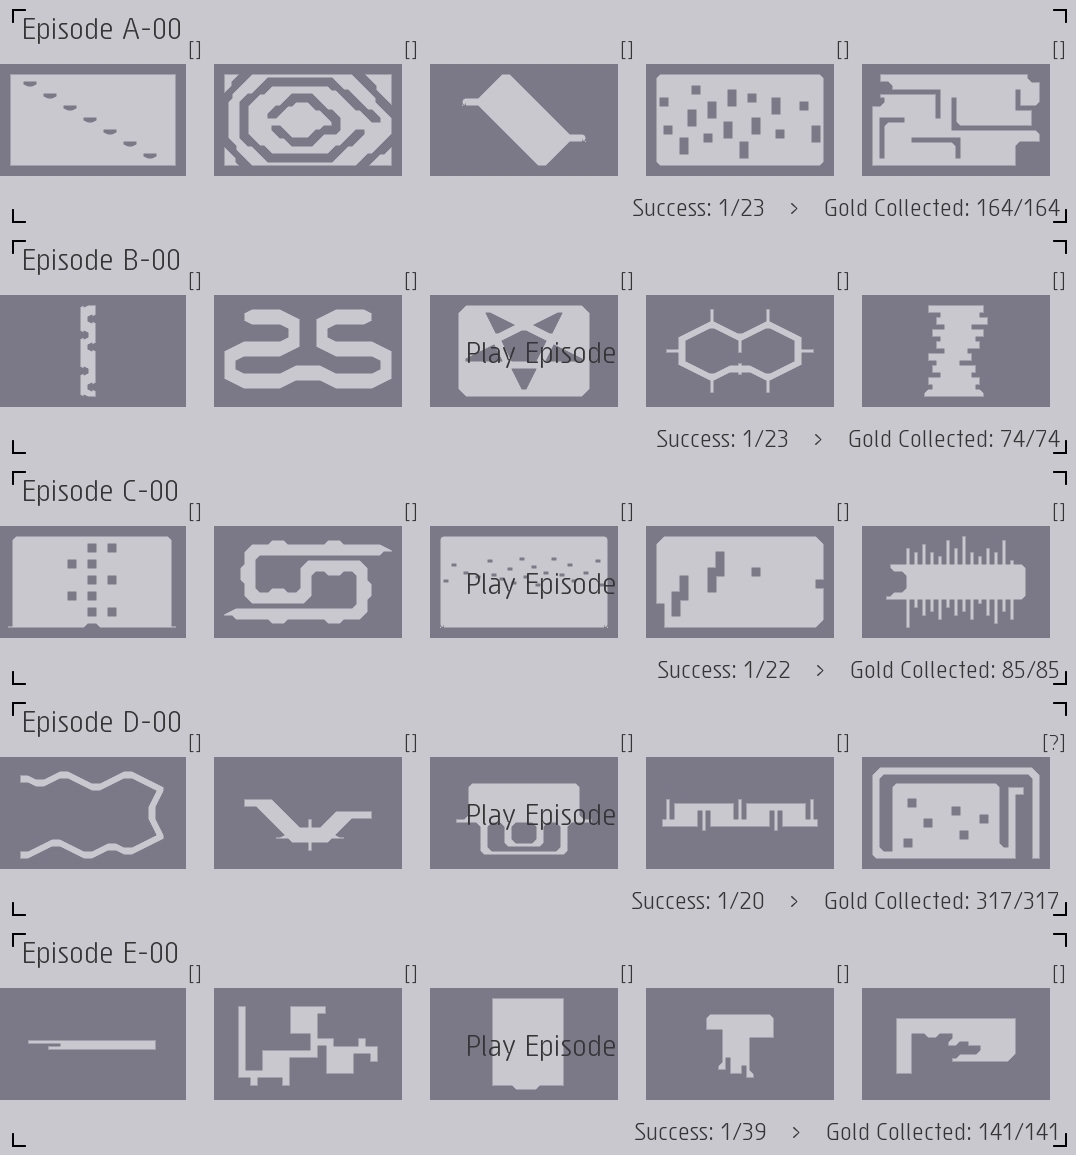 Episode A-00
[] [] [] [] []
Success: 1/23 > Gold Collected: 164/164
Episode B-00
[] [] [] [] []
Play Episode
Success: 1/23 > Gold Collected: 74/74
Episode C-00
[] [] [] [] []
Play Episode
Success: 1/22 > Gold Collected: 85/85
Episode D-00
[] [] [] [] [?]
Play Episode
Success: 1/20 > Gold Collected: 317/317
Episode E-00
[] [] [] [] []
Play Episode
Success: 1/39 > Gold Collected: 141/141